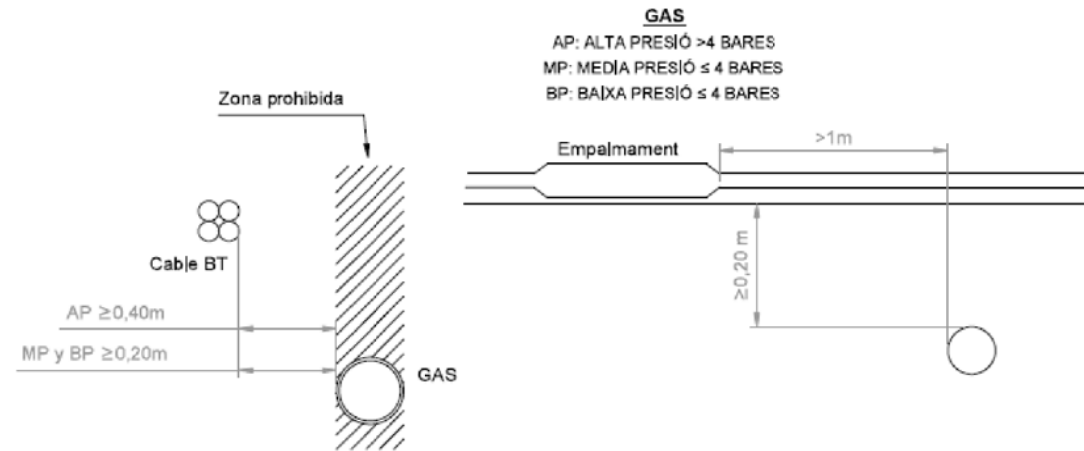 GAS
AP: ALTA PRESIÓ >4 BARES
MP: MEDIA PRESIÓ ≤ 4 BARES
BP: BAIXA PRESIÓ ≤ 4 BARES
Zona prohibida
Cable BT
AP ≥0,40m
MP y BP ≥0,20m
GAS
Empalmament
>1m
≥0,20 m